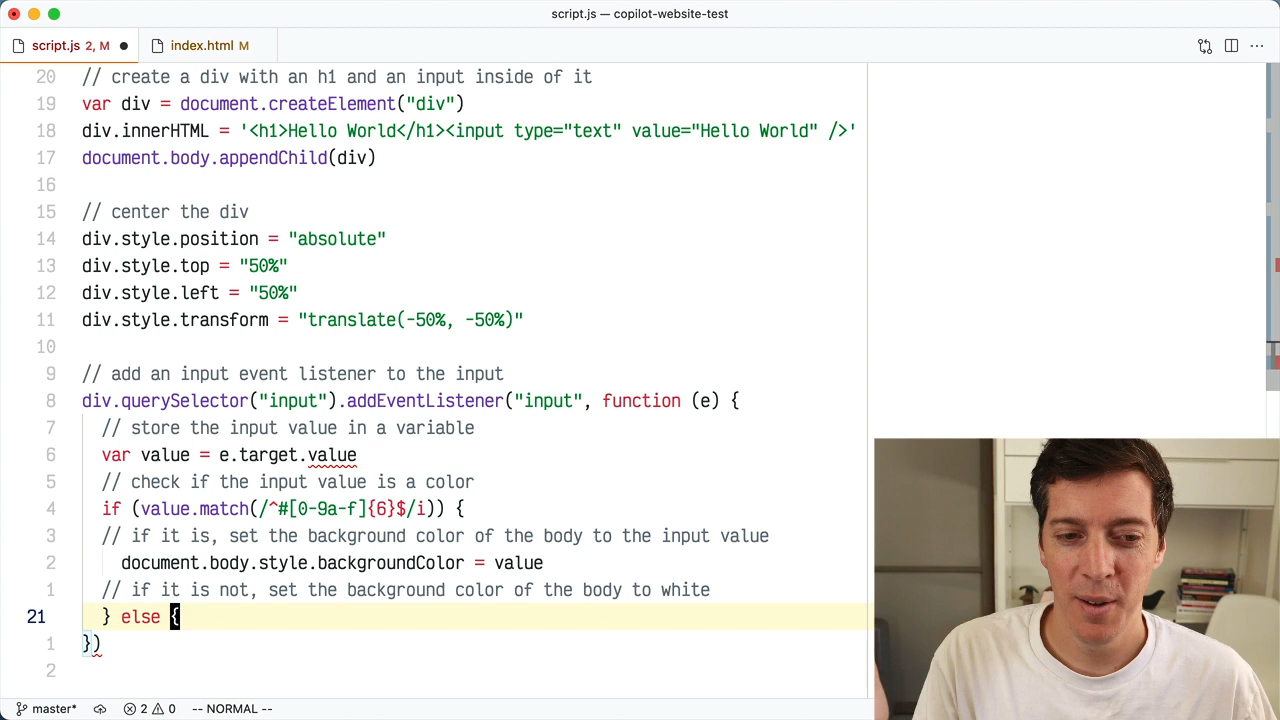 script.js — copilot-website-test
script.js 2, M ● index.html M
20 // create a div with an h1 and an input inside of it
19 var div = document.createElement("div")
18 div.innerHTML = '<h1>Hello World</h1><input type="text" value="Hello World" />'
17 document.body.appendChild(div)
16
15 // center the div
14 div.style.position = "absolute"
13 div.style.top = "50%"
12 div.style.left = "50%"
11 div.style.transform = "translate(-50%, -50%)"
10
9 // add an input event listener to the input
8 div.querySelector("input").addEventListener("input", function (e) {
7 // store the input value in a variable
6 var value = e.target.value
5 // check if the input value is a color
4 if (value.match(/^#[0-9a-f]{6}$/i)) {
3 // if it is, set the background color of the body to the input value
2 document.body.style.backgroundColor = value
1 // if it is not, set the background color of the body to white
21 } else {
1 })
2
master* 2 0 -- NORMAL --